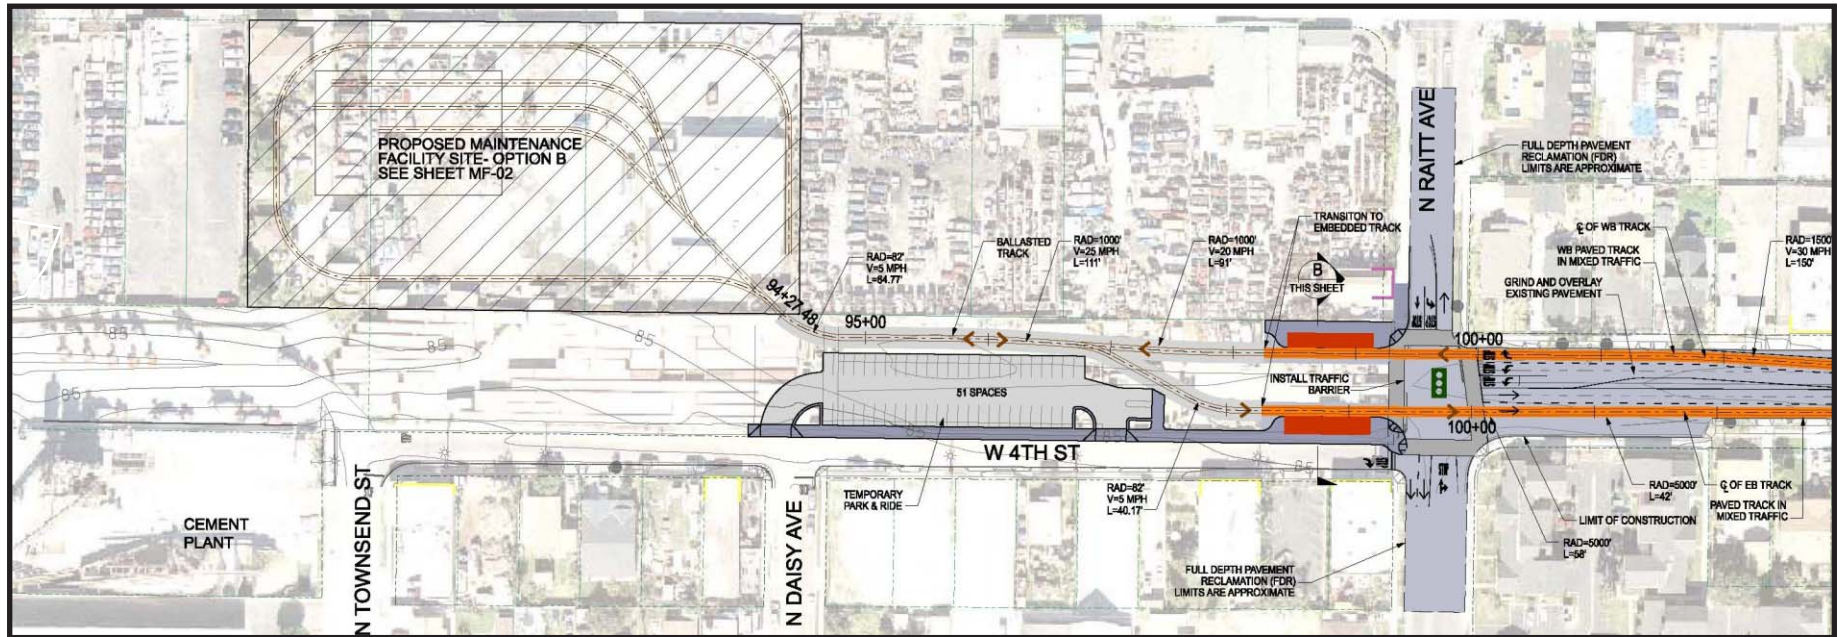 PROPOSED MAINTENANCE
FACILITY SITE- OPTION B
SEE SHEET MF-02
94+27.48
RAD=82'
V=5 MPH
L=64.77'
95+00
BALLASTED
TRACK
RAD=1000'
V=25 MPH
L=111'
RAD=1000'
V=20 MPH
L=91'
TRANSITON TO
EMBEDDED TRACK
B
THIS SHEET
N RAITT AVE
FULL DEPTH PAVEMENT
RECLAMATION (FDR)
LIMITS ARE APPROXIMATE
℄ OF WB TRACK
WB PAVED TRACK
IN MIXED TRAFFIC
GRIND AND OVERLAY
EXISTING PAVEMENT
RAD=1500'
V=30 MPH
L=150'
100+00
85
85
85
INSTALL TRAFFIC
BARRIER
51 SPACES
100+00
W 4TH ST
85
STOP
N TOWNSEND ST
N DAISY AVE
CEMENT
PLANT
TEMPORARY
PARK & RIDE
RAD=82'
V=5 MPH
L=40.17'
RAD=5000'
L=42'
℄ OF EB TRACK
PAVED TRACK IN
MIXED TRAFFIC
LIMIT OF CONSTRUCTION
RAD=5000'
L=58'
FULL DEPTH PAVEMENT
RECLAMATION (FDR)
LIMITS ARE APPROXIMATE